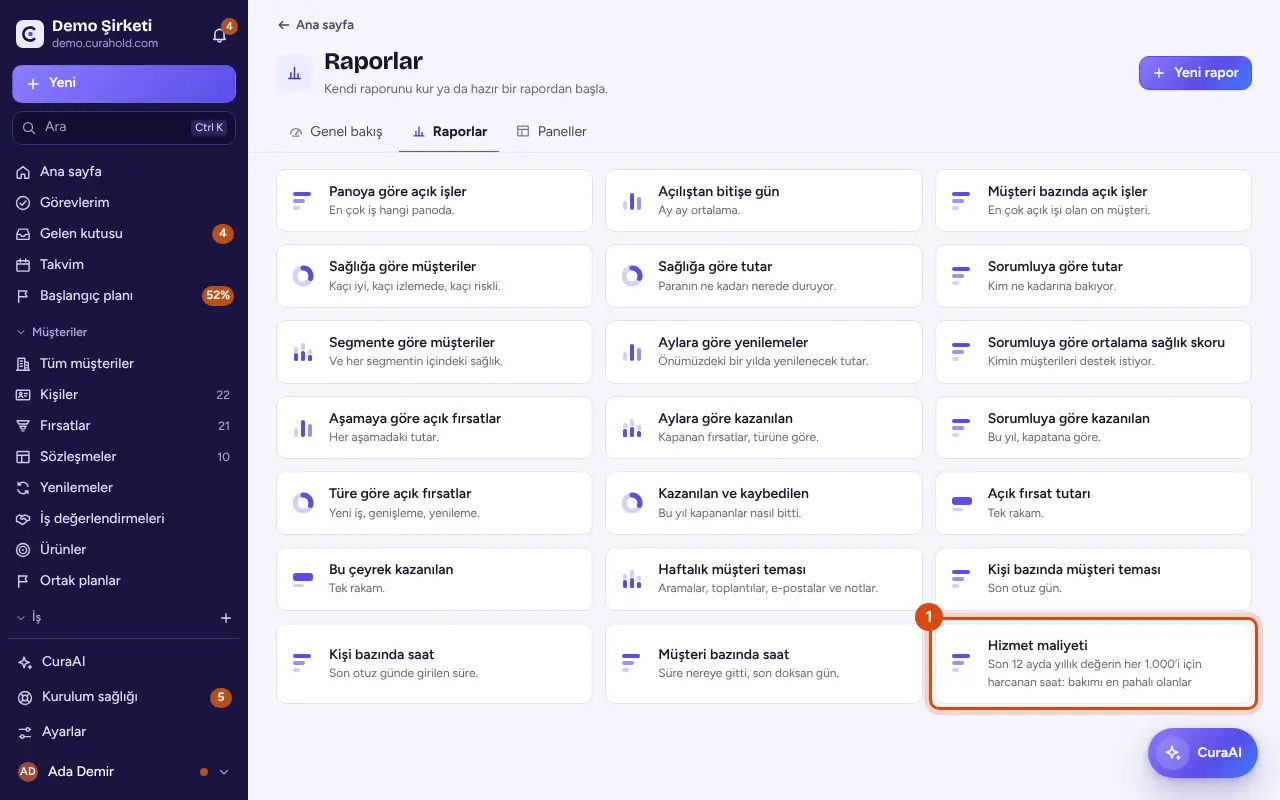 Demo Şirketi
demo.curahold.com
4
Yeni
Ara
Ctrl K
Ana sayfa
Görevlerim
Gelen kutusu
4
Takvim
Başlangıç planı
52%
Müşteriler
Tüm müşteriler
Kişiler
22
Fırsatlar
21
Sözleşmeler
10
Yenilemeler
İş değerlendirmeleri
Ürünler
Ortak planlar
İş
CuraAI
Kurulum sağlığı
5
Ayarlar
AD
Ada Demir
Ana sayfa
Raporlar
Kendi raporunu kur ya da hazır bir rapordan başla.
Yeni rapor
Genel bakış
Raporlar
Paneller
Panoya göre açık işler
En çok iş hangi panoda.
Açılıştan bitişe gün
Ay ay ortalama.
Müşteri bazında açık işler
En çok açık işi olan on müşteri.
Sağlığa göre müşteriler
Kaçı iyi, kaçı izlemede, kaçı riskli.
Sağlığa göre tutar
Paranın ne kadarı nerede duruyor.
Sorumluya göre tutar
Kim ne kadarına bakıyor.
Segmente göre müşteriler
Ve her segmentin içindeki sağlık.
Aylara göre yenilemeler
Önümüzdeki bir yılda yenilenecek tutar.
Sorumluya göre ortalama sağlık skoru
Kimin müşterileri destek istiyor.
Aşamaya göre açık fırsatlar
Her aşamadaki tutar.
Aylara göre kazanılan
Kapanan fırsatlar, türüne göre.
Sorumluya göre kazanılan
Bu yıl, kapatana göre.
Türe göre açık fırsatlar
Yeni iş, genişleme, yenileme.
Kazanılan ve kaybedilen
Bu yıl kapananlar nasıl bitti.
Açık fırsat tutarı
Tek rakam.
Bu çeyrek kazanılan
Tek rakam.
Haftalık müşteri teması
Aramalar, toplantılar, e-postalar ve notlar.
Kişi bazında müşteri teması
Son otuz gün.
Kişi bazında saat
Son otuz günde girilen süre.
Müşteri bazında saat
Süre nereye gitti, son doksan gün.
1
Hizmet maliyeti
Son 12 ayda yıllık değerin her 1.000’i için
harcanan saat: bakımı en pahalı olanlar
CuraAI